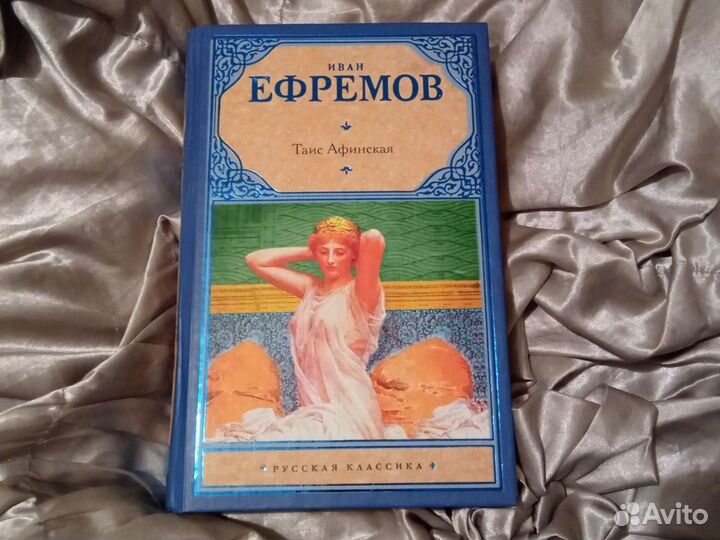 ИВАН
ЕФРЕМОВ
Таис Афинская
РУССКАЯ КЛАССИКА
Avito